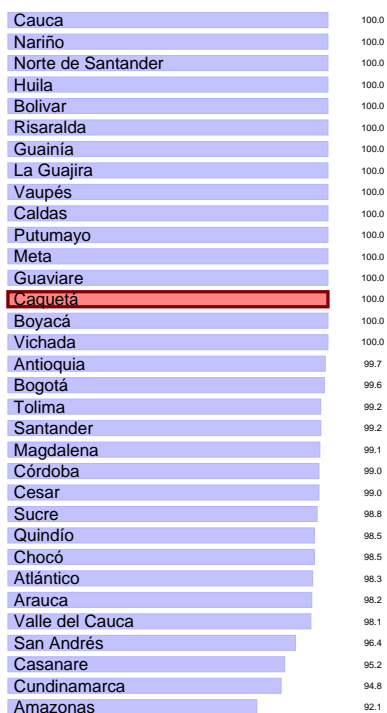 Cauca 100.0
Nariño 100.0
Norte de Santander 100.0
Huila 100.0
Bolivar 100.0
Risaralda 100.0
Guainía 100.0
La Guajira 100.0
Vaupés 100.0
Caldas 100.0
Putumayo 100.0
Meta 100.0
Guaviare 100.0
Caquetá 100.0
Boyacá 100.0
Vichada 100.0
Antioquia 99.7
Bogotá 99.6
Tolima 99.2
Santander 99.2
Magdalena 99.1
Córdoba 99.0
Cesar 99.0
Sucre 98.8
Quindío 98.5
Chocó 98.5
Atlántico 98.3
Arauca 98.2
Valle del Cauca 98.1
San Andrés 96.4
Casanare 95.2
Cundinamarca 94.8
Amazonas 92.1